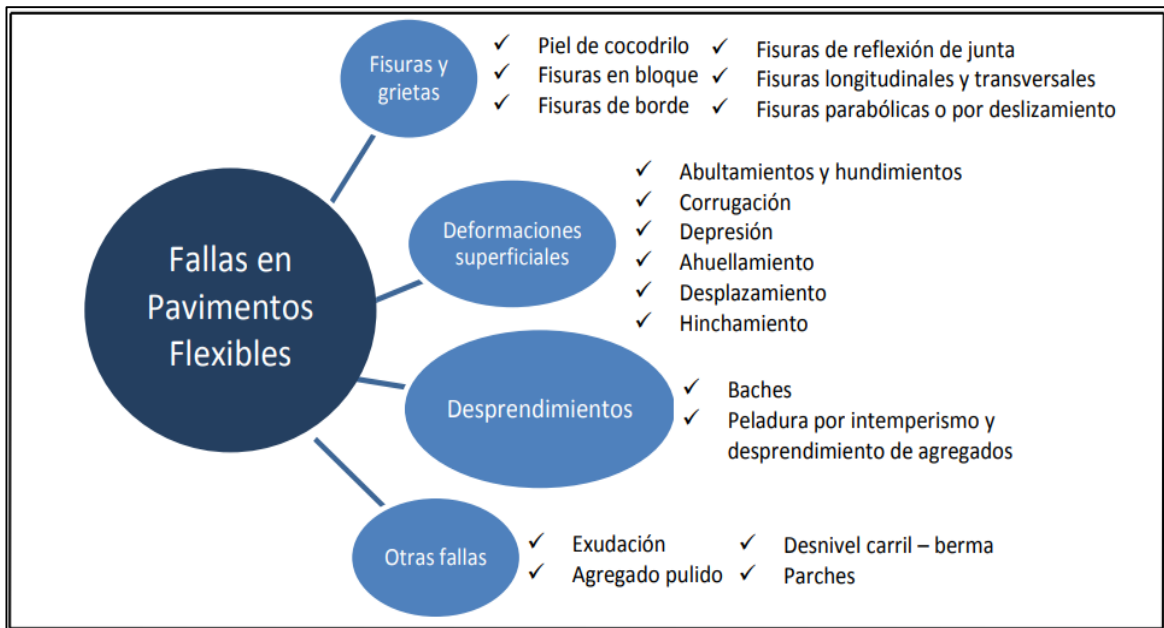 Fallas en
Pavimentos
Flexibles
Fisuras y
grietas
✓ Piel de cocodrilo
✓ Fisuras en bloque
✓ Fisuras de borde
✓ Fisuras de reflexión de junta
✓ Fisuras longitudinales y transversales
✓ Fisuras parabólicas o por deslizamiento
Deformaciones
superficiales
✓ Abultamientos y hundimientos
✓ Corrugación
✓ Depresión
✓ Ahuellamiento
✓ Desplazamiento
✓ Hinchamiento
Desprendimientos
✓ Baches
✓ Peladura por intemperismo y
desprendimiento de agregados
Otras fallas
✓ Exudación
✓ Agregado pulido
✓ Desnivel carril – berma
✓ Parches